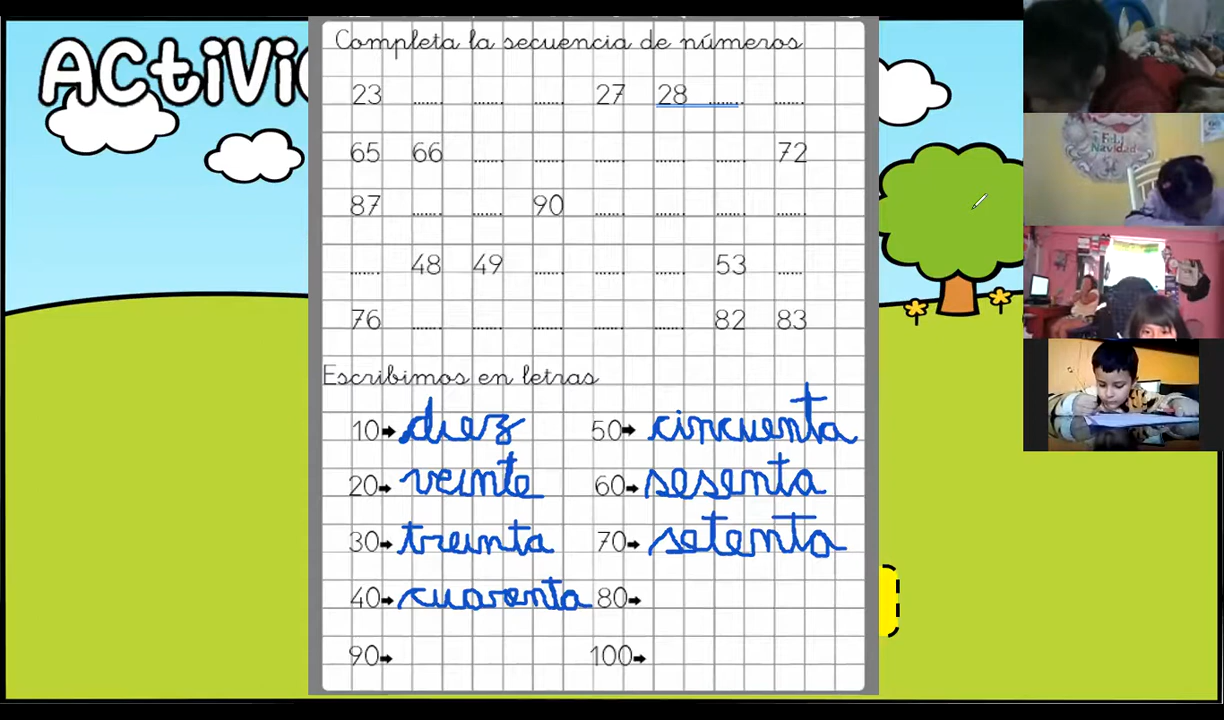 ACtiVi
Completa la secuencia de números
23 ...... ...... ...... 27 28 ...... ......
65 66 ...... ...... ...... ...... ...... 72
87 ...... ...... 90 ...... ...... ...... ......
...... 48 49 ...... ...... ...... 53 ......
76 ...... ...... ...... ...... ...... 82 83
Escribimos en letras
10➡ diez 50➡ cincuenta
20➡ veinte 60➡ sesenta
30➡ treinta 70➡ setenta
40➡ cuarenta 80➡
90➡ 100➡
Feliz
Navidad